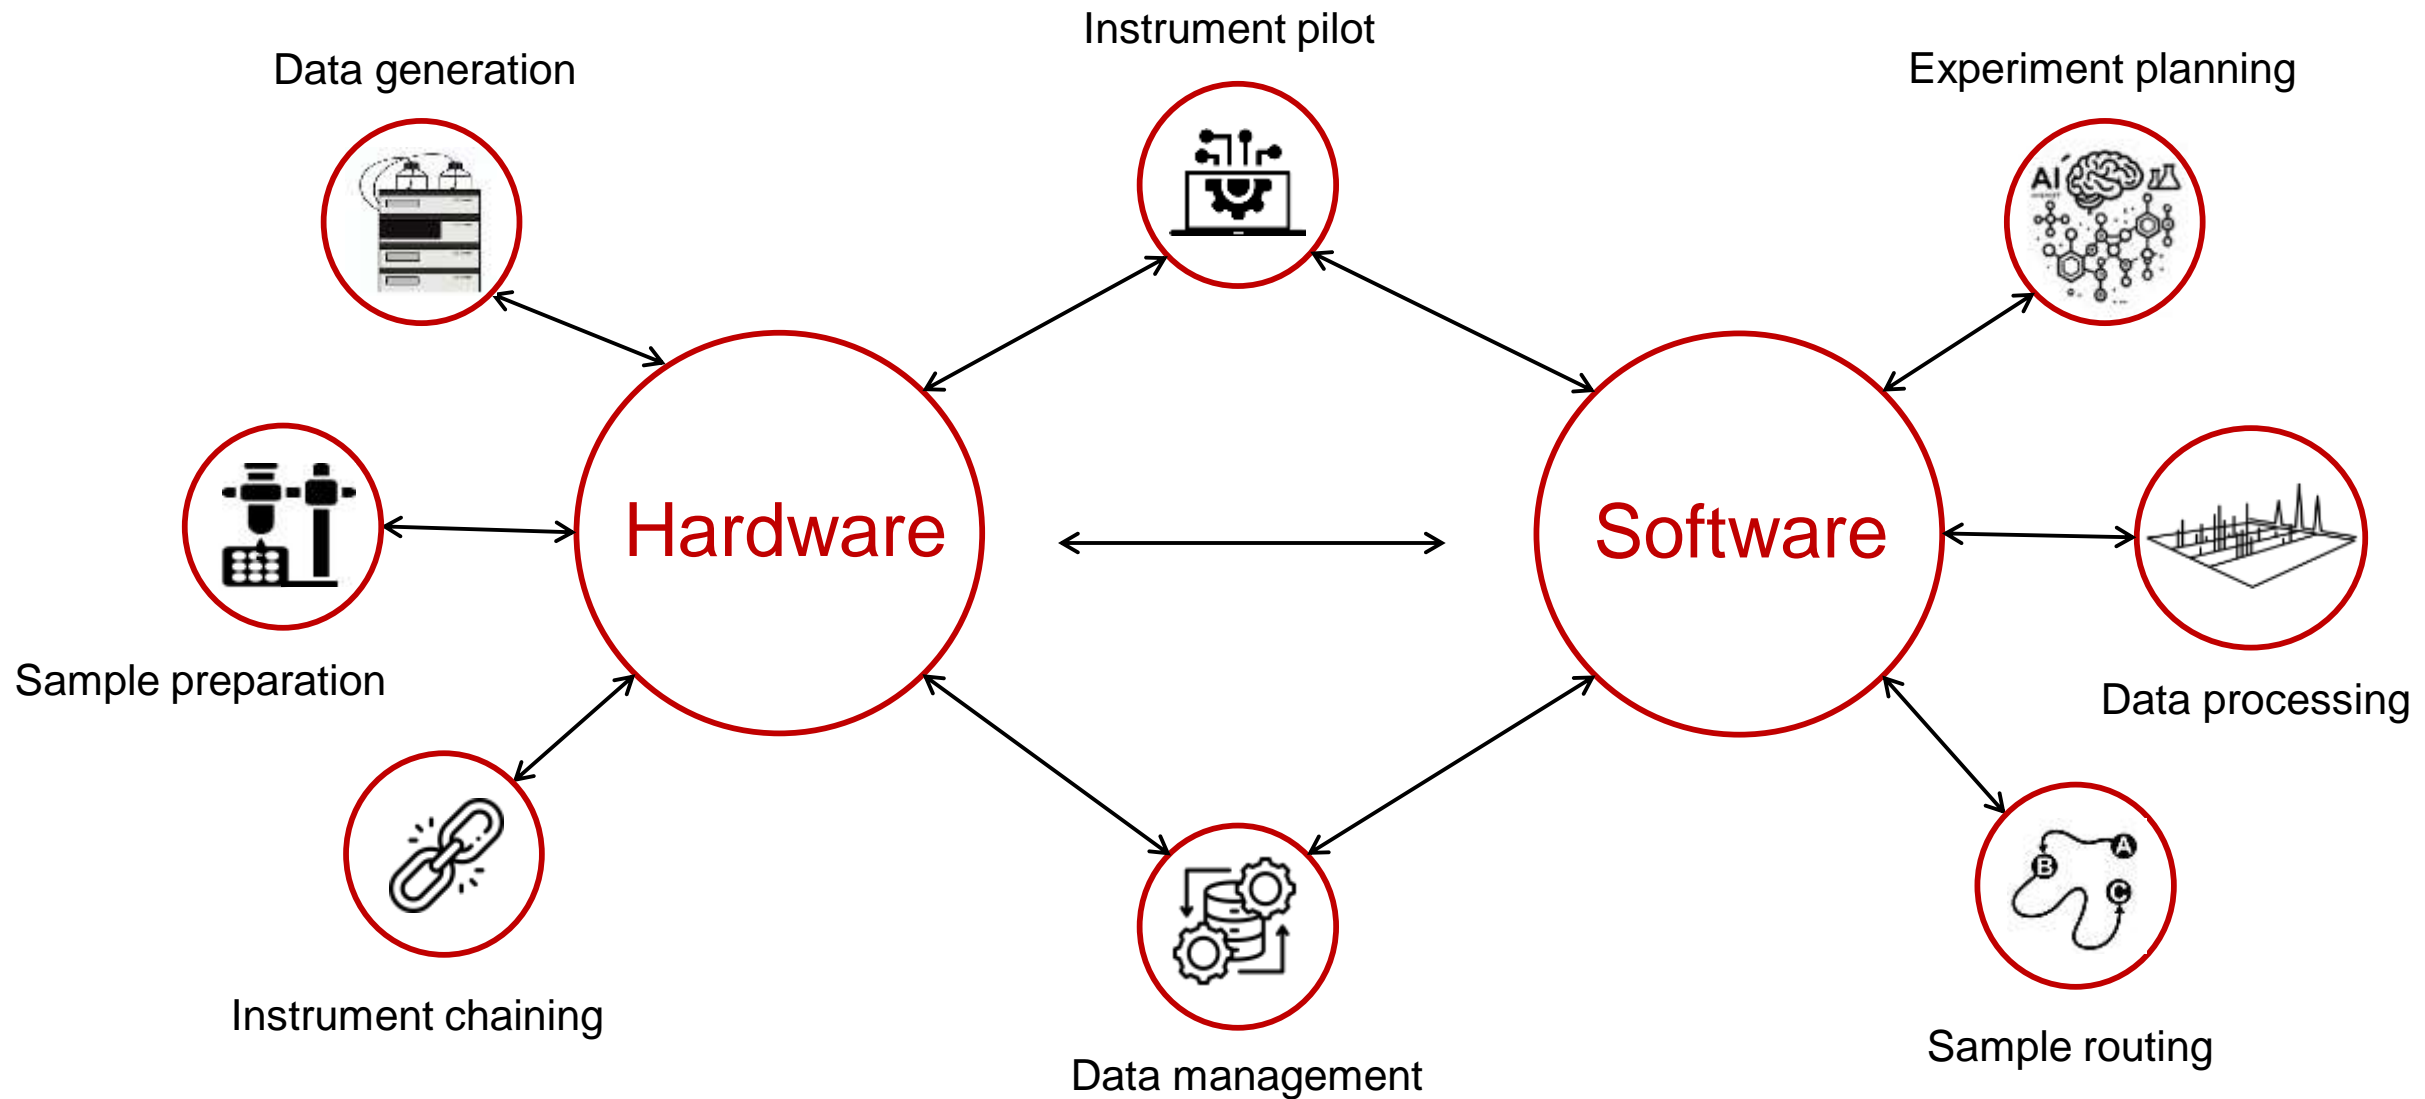 Instrument pilot
Data generation
Experiment planning
AI
Hardware
Software
Sample preparation
Data processing
A
B
C
Instrument chaining
Sample routing
Data management